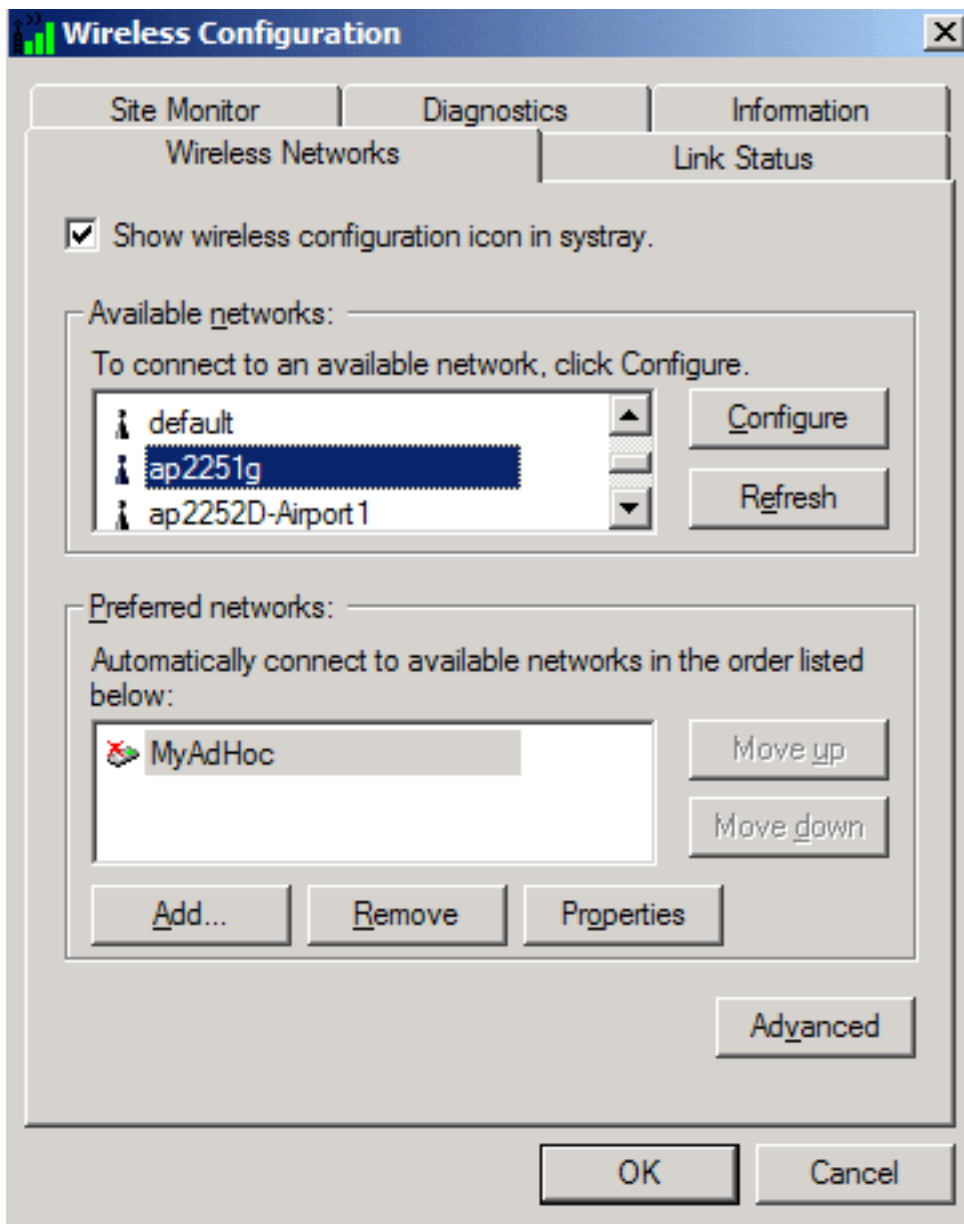 Wireless Configuration
Site Monitor
Diagnostics
Information
Wireless Networks
Link Status
Show wireless configuration icon in systray.
Available networks:
To connect to an available network, click Configure.
default
ap2251g
ap2252D-Airport1
Configure
Refresh
Preferred networks:
Automatically connect to available networks in the order listed
below:
MyAdHoc
Move up
Move down
Add...
Remove
Properties
Advanced
OK
Cancel